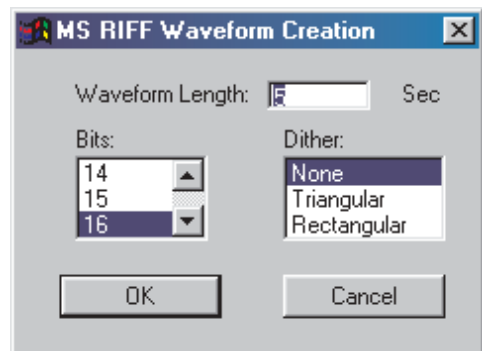 MS RIFF Waveform Creation
Waveform Length: 5 Sec
Bits:
14
15
16
Dither:
None
Triangular
Rectangular
OK
Cancel